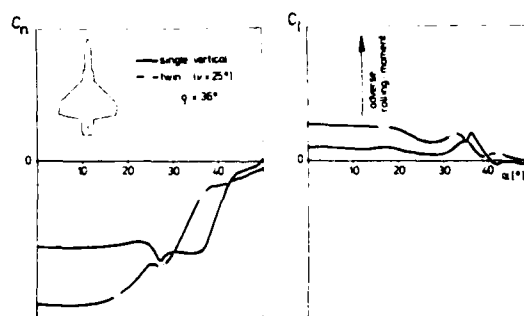 Cn
single vertical
twin (ν = 25°)
φ = 36°
0
10
20
30
40
50
Cl
adverse
rolling moment
0
10
20
30
40
α [°]